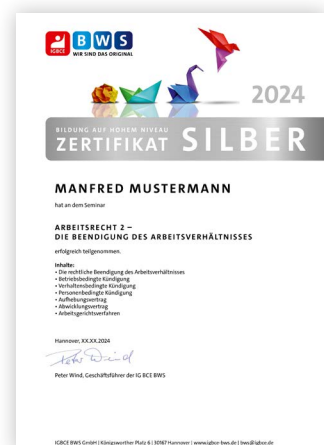 IGBCE BWS
WIR SIND DAS ORIGINAL
2024
BILDUNG AUF HOHEM NIVEAU
ZERTIFIKAT SILBER
MANFRED MUSTERMANN
hat an dem Seminar
ARBEITSRECHT 2 –
DIE BEENDIGUNG DES ARBEITSVERHÄLTNISSES
erfolgreich teilgenommen.
Inhalte:
• Die rechtliche Beendigung des Arbeitsverhältnisses
• Betriebsbedingte Kündigung
• Verhaltensbedingte Kündigung
• Personenbedingte Kündigung
• Aufhebungsvertrag
• Abwicklungsvertrag
• Arbeitsgerichtsverfahren
Hannover, XX.XX.2024
Peter Wind
Peter Wind, Geschäftsführer der IG BCE BWS
IGBCE BWS GmbH | Königsworther Platz 6 | 30167 Hannover | www.igbce-bws.de | bws@igbce.de